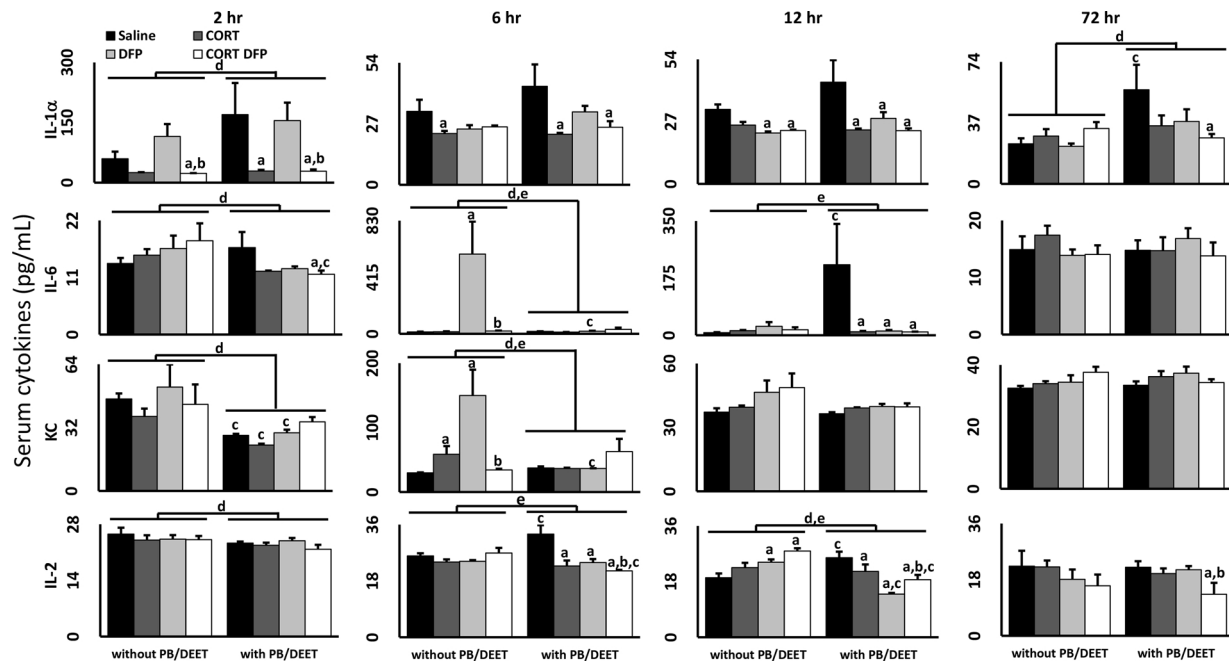 2 hr
6 hr
12 hr
72 hr
Saline
CORT
DFP
CORT DFP
Serum cytokines (pg/mL)
IL-1α
300
150
0
d
a,b
a
a,b
54
27
0
a
a
a
54
27
0
a
a
a
a
a
74
37
0
d
c
a
IL-6
22
11
0
d
a,c
830
415
0
d,e
a
b
c
350
175
0
e
c
a
a
a
20
10
0
KC
64
32
0
d
c
c
c
200
100
0
d,e
a
a
b
c
60
30
0
40
20
0
IL-2
28
14
0
d
36
18
0
e
c
a
a
a,b,c
36
18
0
d,e
a
a
c
a
a,c
a,b,c
36
18
0
a,b
without PB/DEET
with PB/DEET
without PB/DEET
with PB/DEET
without PB/DEET
with PB/DEET
without PB/DEET
with PB/DEET